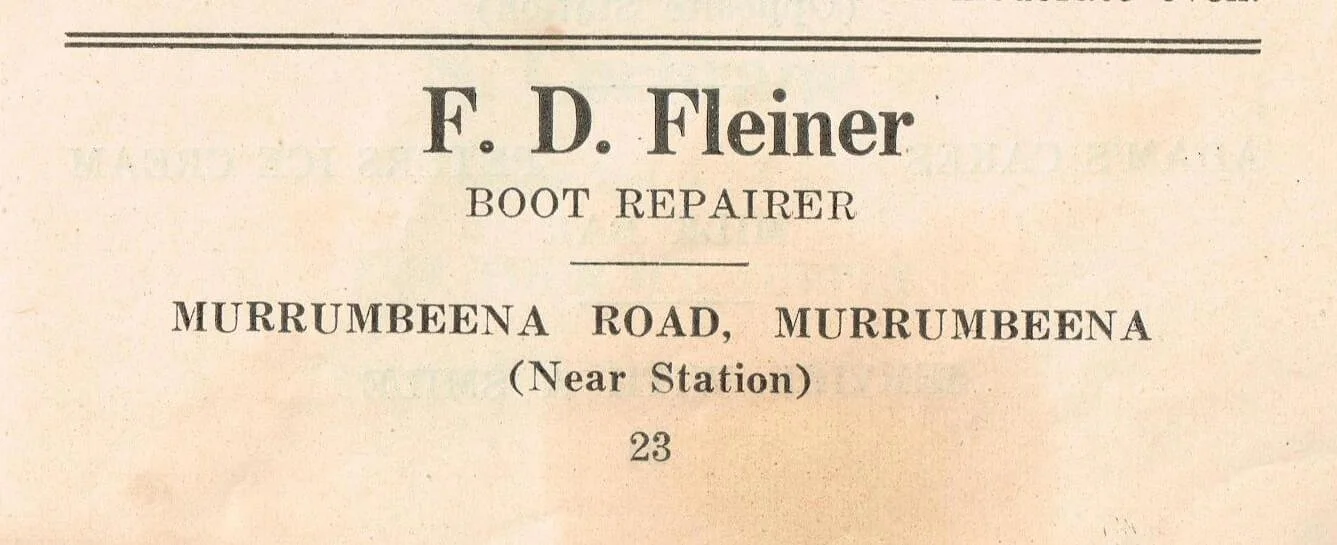 F. D. Fleiner
BOOT REPAIRER
MURRUMBEENA ROAD, MURRUMBEENA
(Near Station)
23